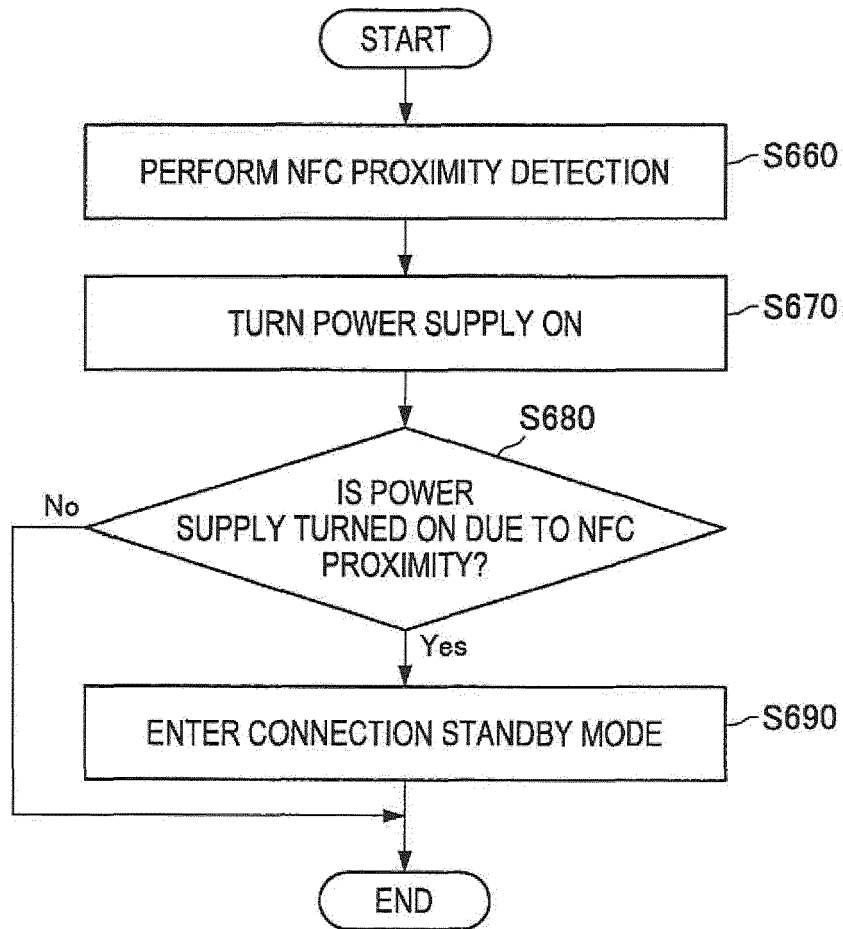 START
PERFORM NFC PROXIMITY DETECTION
S660
TURN POWER SUPPLY ON
S670
S680
IS POWER
SUPPLY TURNED ON DUE TO NFC
PROXIMITY?
No
Yes
ENTER CONNECTION STANDBY MODE
S690
END